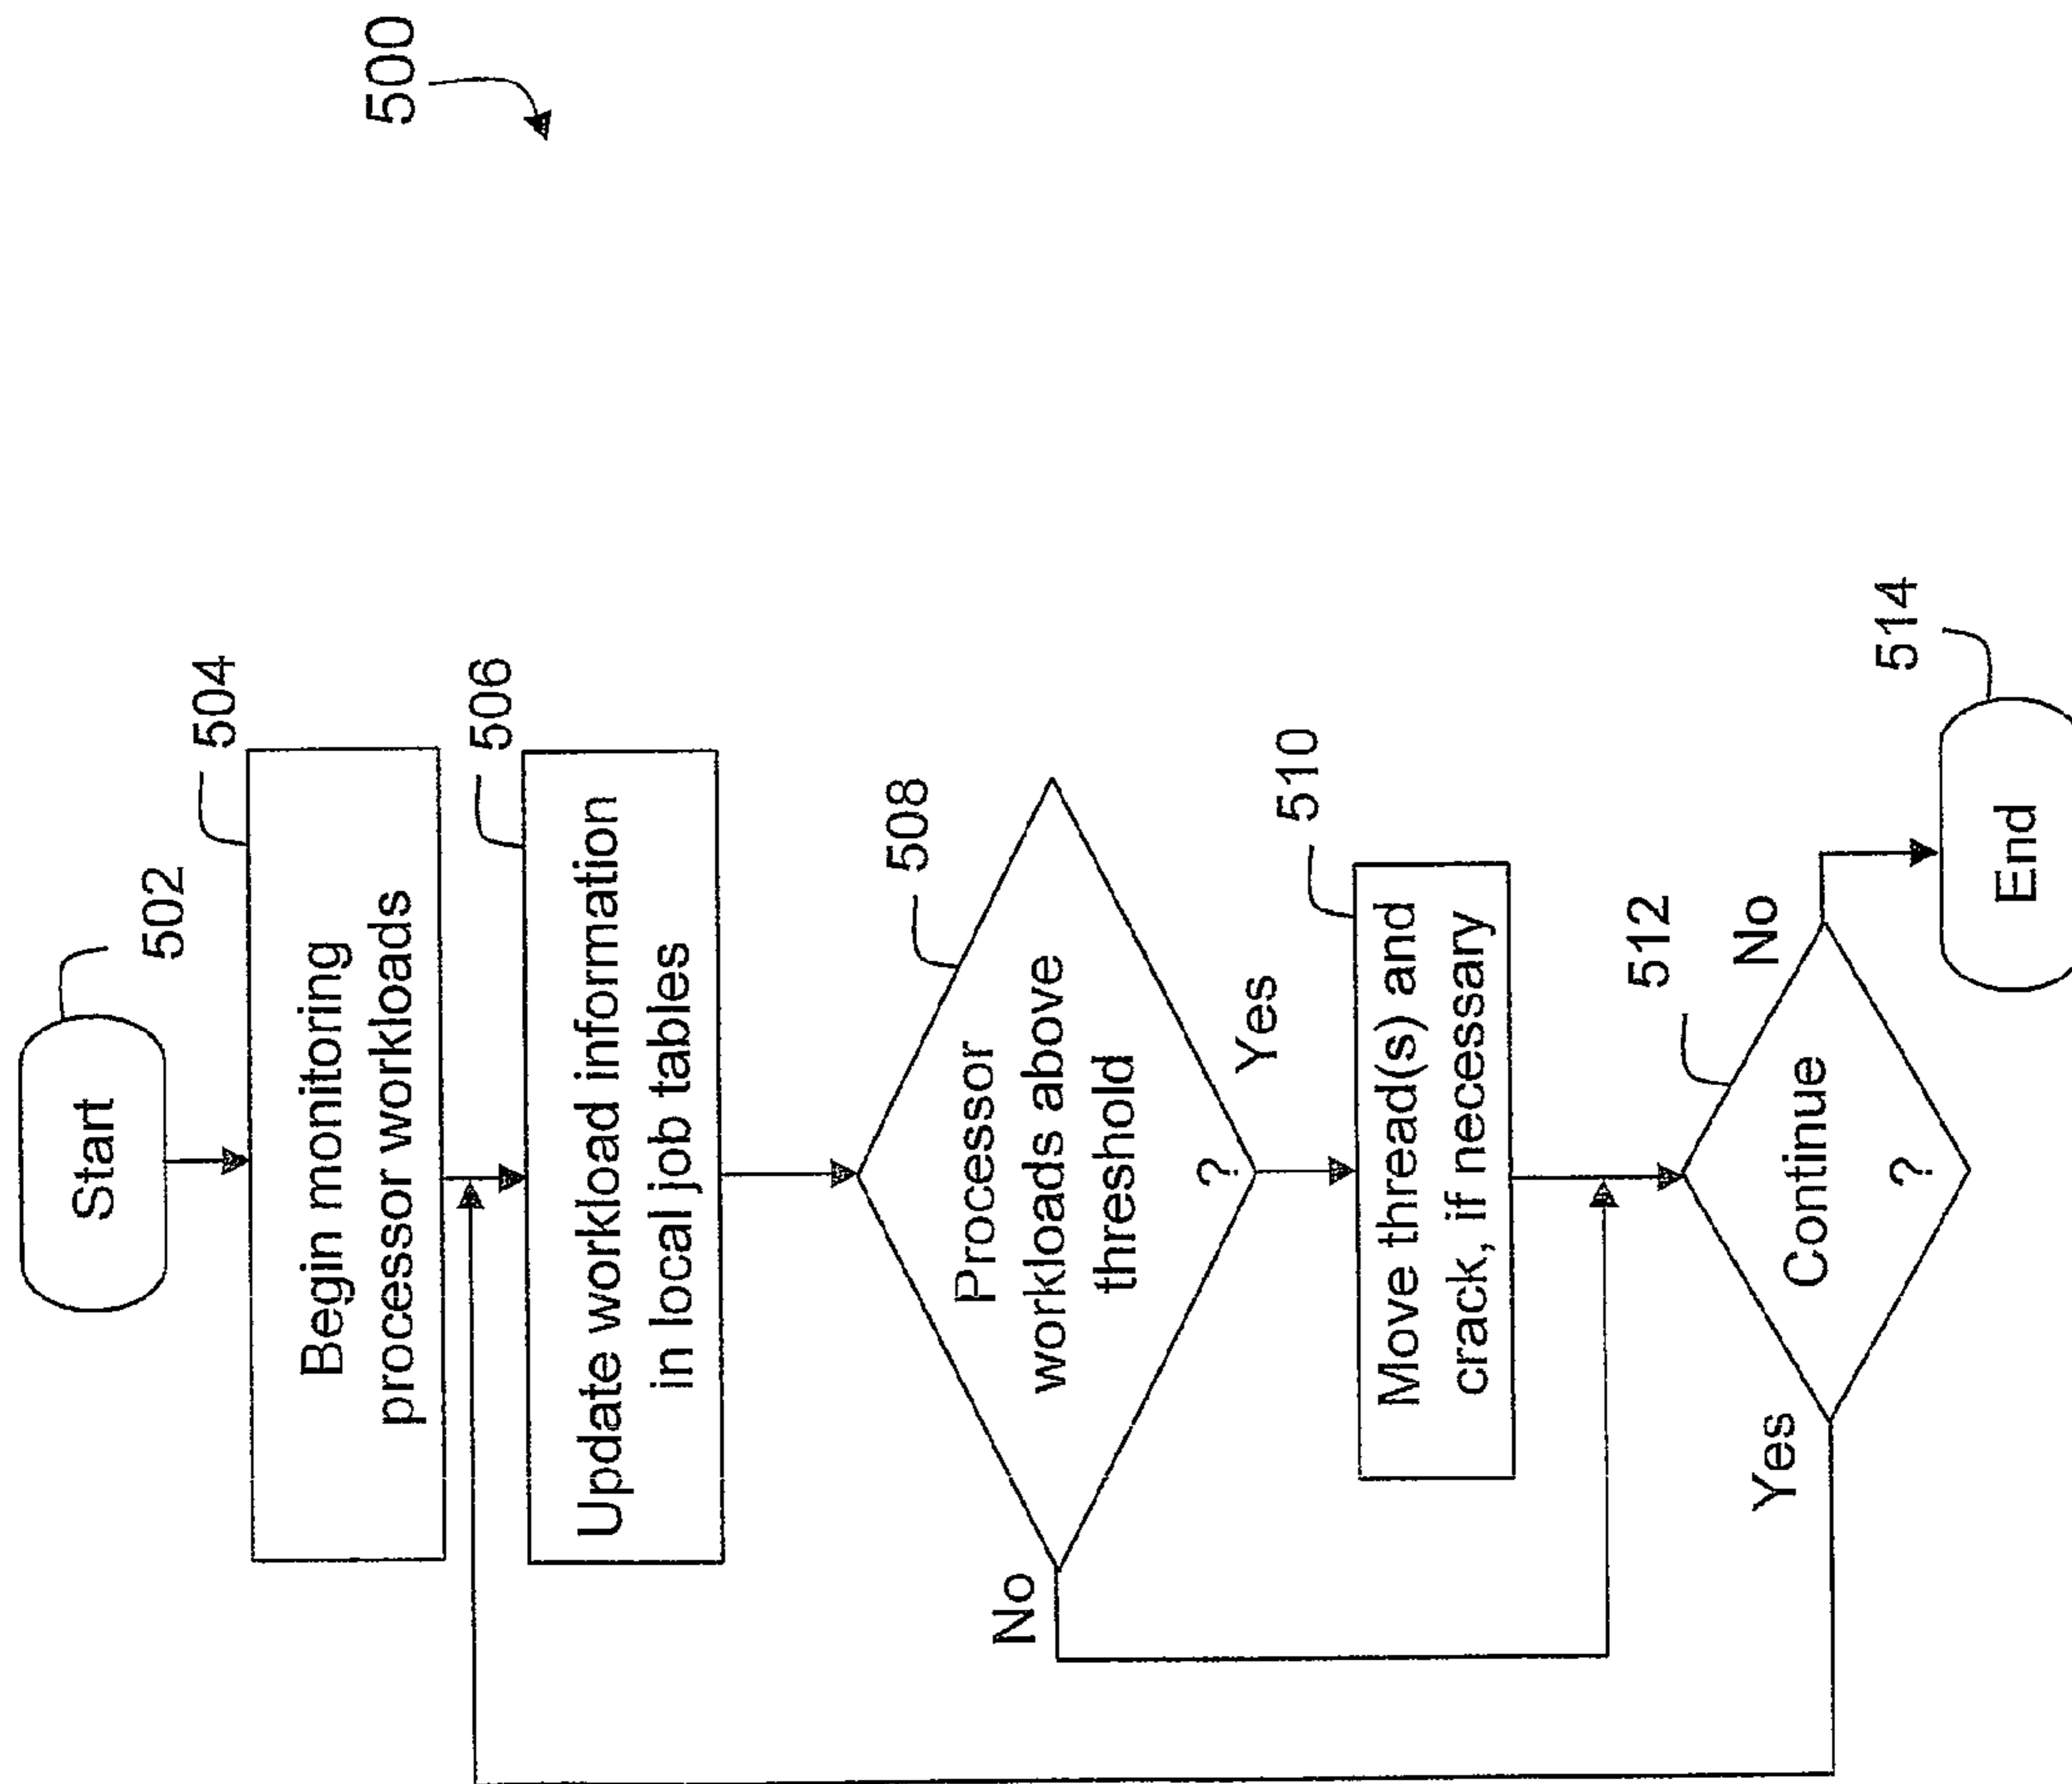 500
Start
502
Begin monitoring
processor workloads
504
Update workload information
in local job tables
506
Processor
workloads above
threshold
?
508
No
Yes
Move thread(s) and
crack, if necessary
510
Continue
?
512
Yes
No
End
514